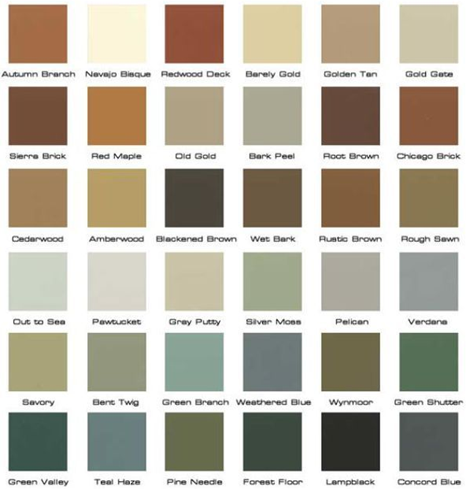 Autumn Branch Navajo Bisque Redwood Deck Barely Gold Golden Tan Gold Gate
Sierra Brick Red Maple Old Gold Bark Peel Root Brown Chicago Brick
Cedarwood Amberwood Blackened Brown Wet Bark Rustic Brown Rough Sawn
Out to Sea Pawtucket Gray Putty Silver Moss Pelican Verdana
Savory Bent Twig Green Branch Weathered Blue Wynmoor Green Shutter
Green Valley Teal Haze Pine Needle Forest Floor Lampblack Concord Blue